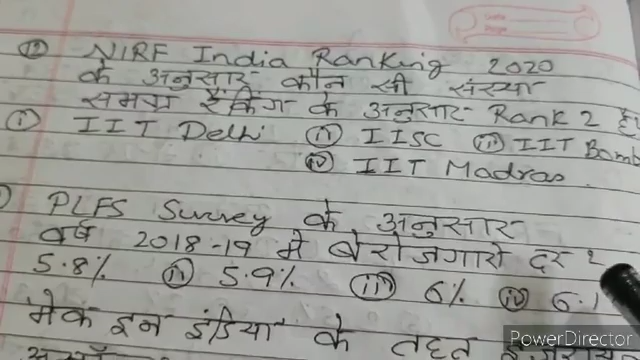 ⑫ NIRF India Ranking 2020
के अनुसार कौन सी संस्था
समग्र रैंकिंग के अनुसार Rank 2 है
ⓘ IIT Delhi ⓘⓘ IISC ⓘⓘⓘ IIT Bomb
ⓘⓥ IIT Madras
PLFS Survey के अनुसार
वर्ष 2018-19 में बेरोजगारी दर ?
5.8% ⓘⓘ 5.9% ⓘⓘⓘ 6% ⓘⓥ 6.1
मेक इन इंडिया के तहत
PowerDirector